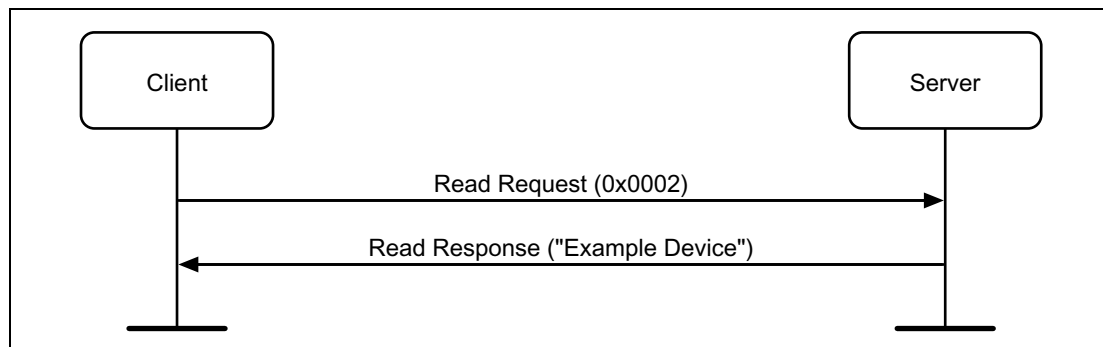 Client
Server
Read Request (0x0002)
Read Response ("Example Device")